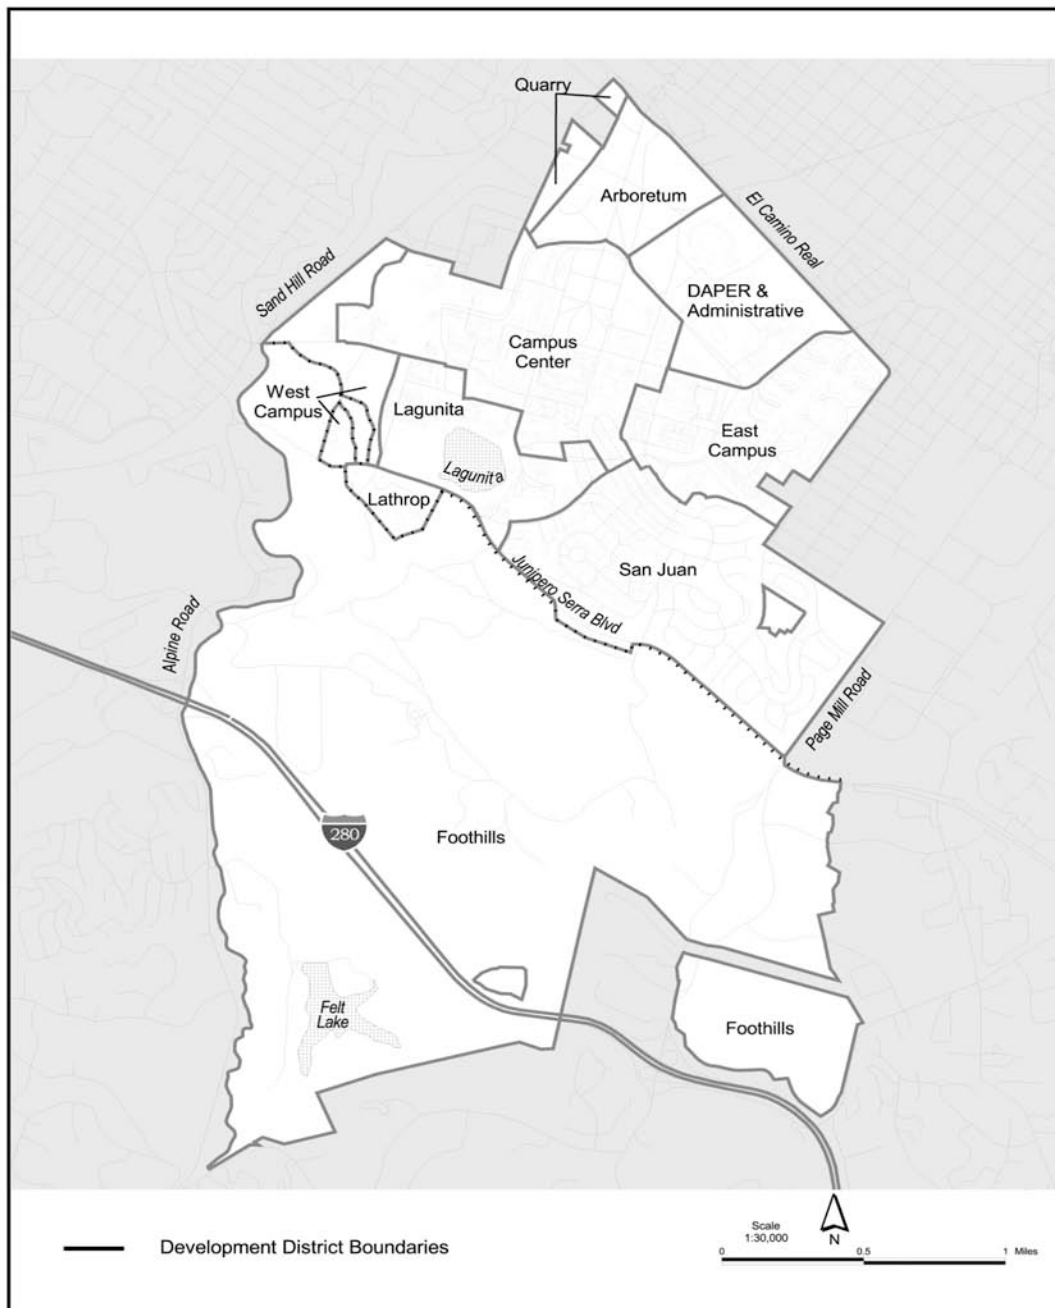 Quarry
Arboretum
El Camino Real
Sand Hill Road
DAPER &
Administrative
Campus
Center
West
Campus
Lagunita
East
Campus
Lagunita
Lathrop
San Juan
Junipero Serra Blvd
Alpine Road
Page Mill Road
280
Foothills
Felt
Lake
Foothills
Development District Boundaries
Scale
1:30,000
N
0 0.5 1 Miles